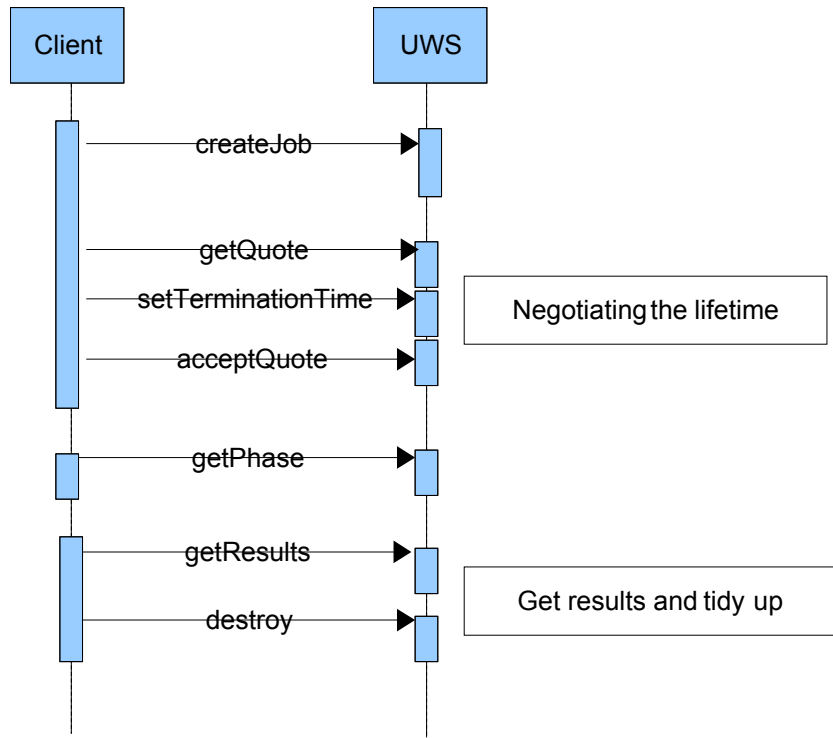 Client
UWS
createJob
getQuote
setTerminationTime
Negotiating the lifetime
acceptQuote
getPhase
getResults
Get results and tidy up
destroy